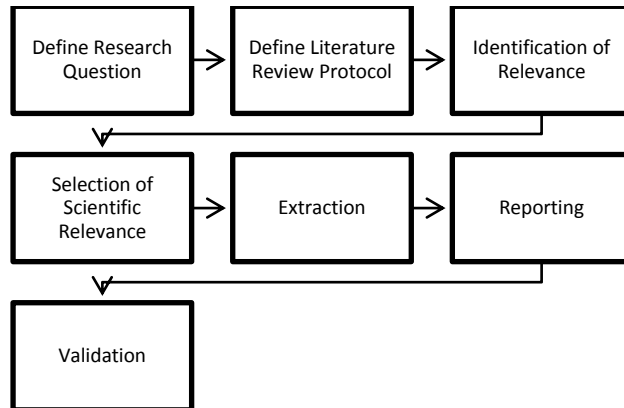 Define Research
Question
Define Literature
Review Protocol
Identification of
Relevance
Selection of
Scientific
Relevance
Extraction
Reporting
Validation